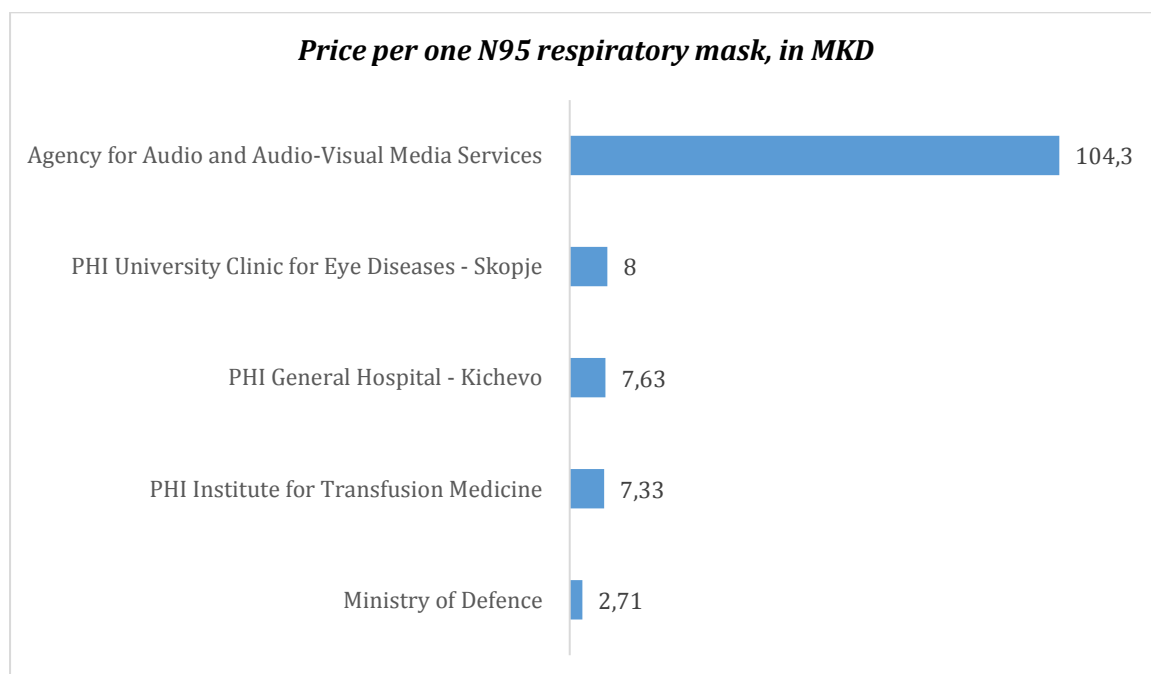 Price per one N95 respiratory mask, in MKD
Agency for Audio and Audio-Visual Media Services 104,3
PHI University Clinic for Eye Diseases - Skopje 8
PHI General Hospital - Kichevo 7,63
PHI Institute for Transfusion Medicine 7,33
Ministry of Defence 2,71